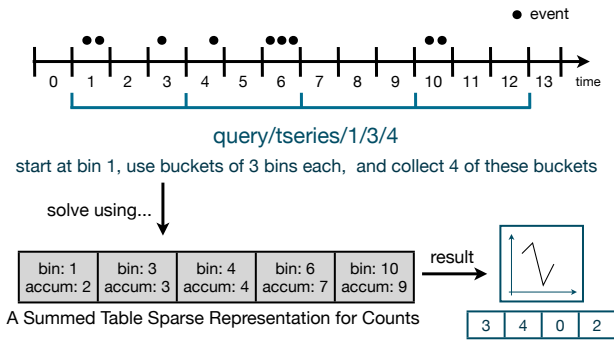 event
0 1 2 3 4 5 6 7 8 9 10 11 12 13 time
query/tseries/1/3/4
start at bin 1, use buckets of 3 bins each, and collect 4 of these buckets
solve using...
bin: 1 bin: 3 bin: 4 bin: 6 bin: 10
accum: 2 accum: 3 accum: 4 accum: 7 accum: 9
result
A Summed Table Sparse Representation for Counts
3 4 0 2